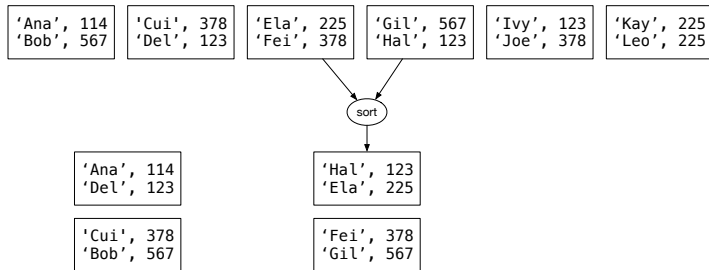 ‘Ana’, 114
‘Bob’, 567
'Cui', 378
‘Del’, 123
‘Ela’, 225
‘Fei’, 378
‘Gil’, 567
‘Hal’, 123
‘Ivy’, 123
‘Joe’, 378
‘Kay’, 225
‘Leo’, 225
sort
‘Ana’, 114
‘Del’, 123
‘Hal’, 123
‘Ela’, 225
'Cui', 378
‘Bob’, 567
‘Fei’, 378
‘Gil’, 567